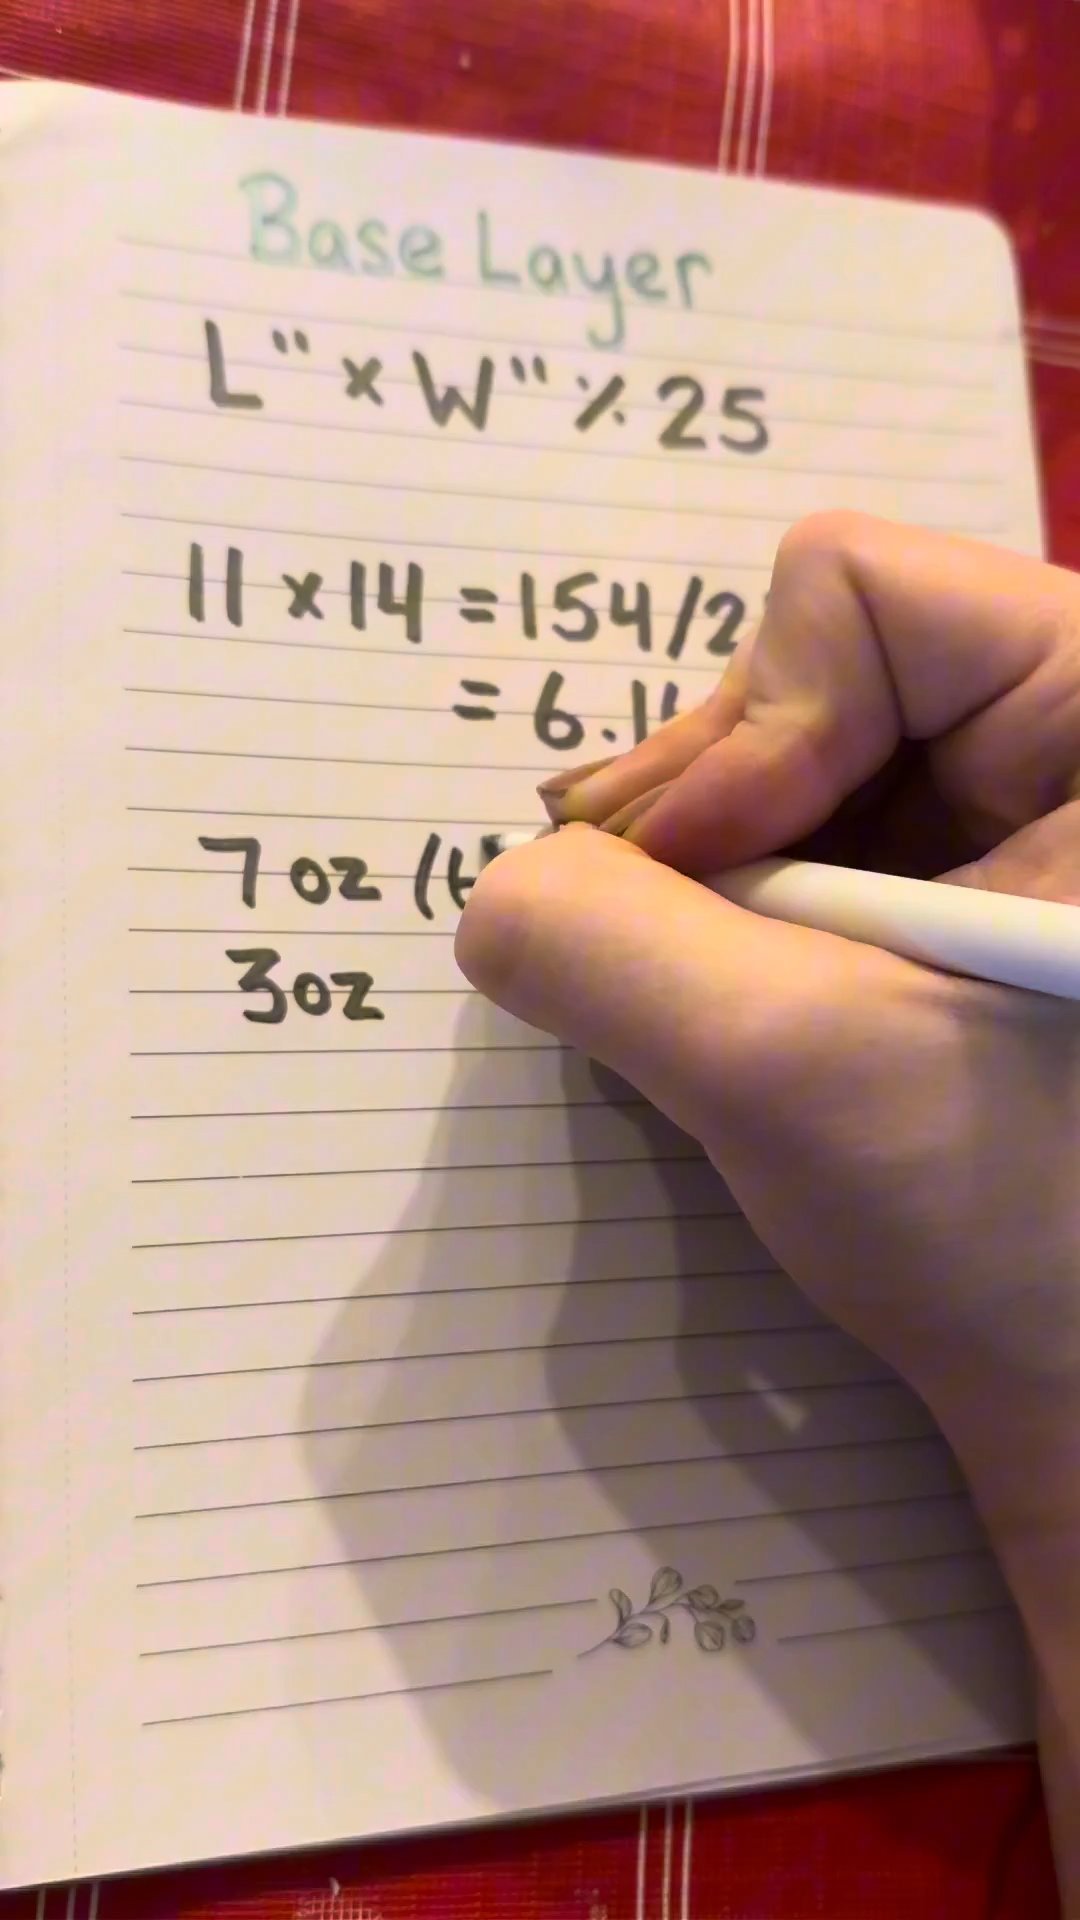 Base Layer
L" x W" ٪ 25
11 x 14 = 154/2
= 6.1
7 oz (
3oz